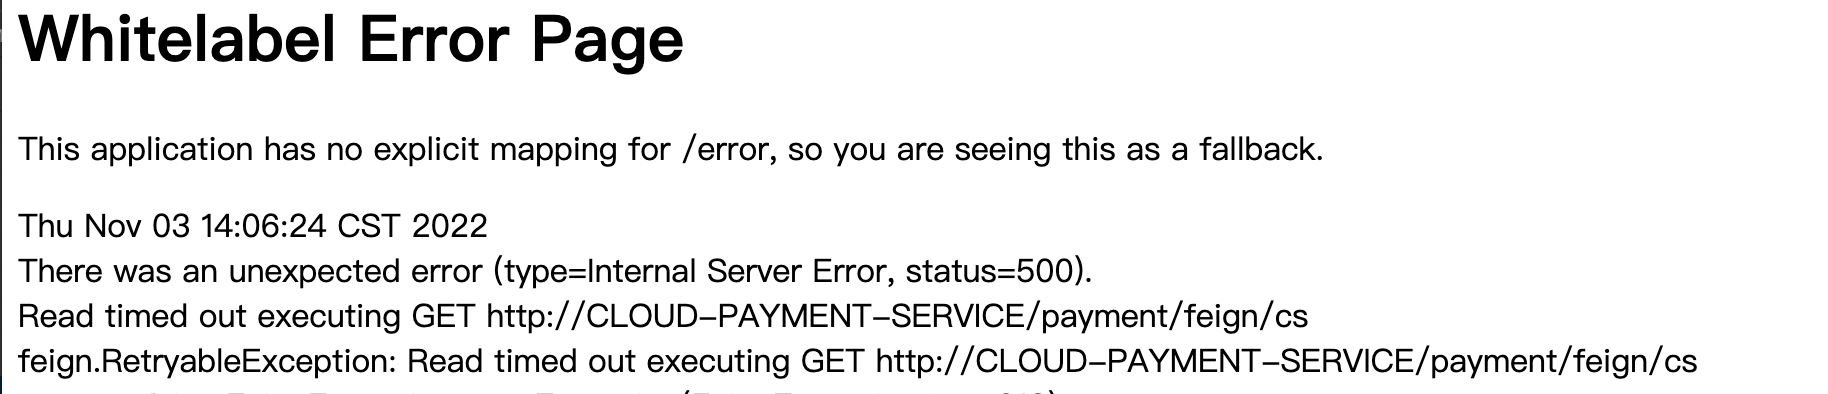 Whitelabel Error Page
This application has no explicit mapping for /error, so you are seeing this as a fallback.
Thu Nov 03 14:06:24 CST 2022
There was an unexpected error (type=Internal Server Error, status=500).
Read timed out executing GET http://CLOUD-PAYMENT-SERVICE/payment/feign/cs
feign.RetryableException: Read timed out executing GET http://CLOUD-PAYMENT-SERVICE/payment/feign/cs